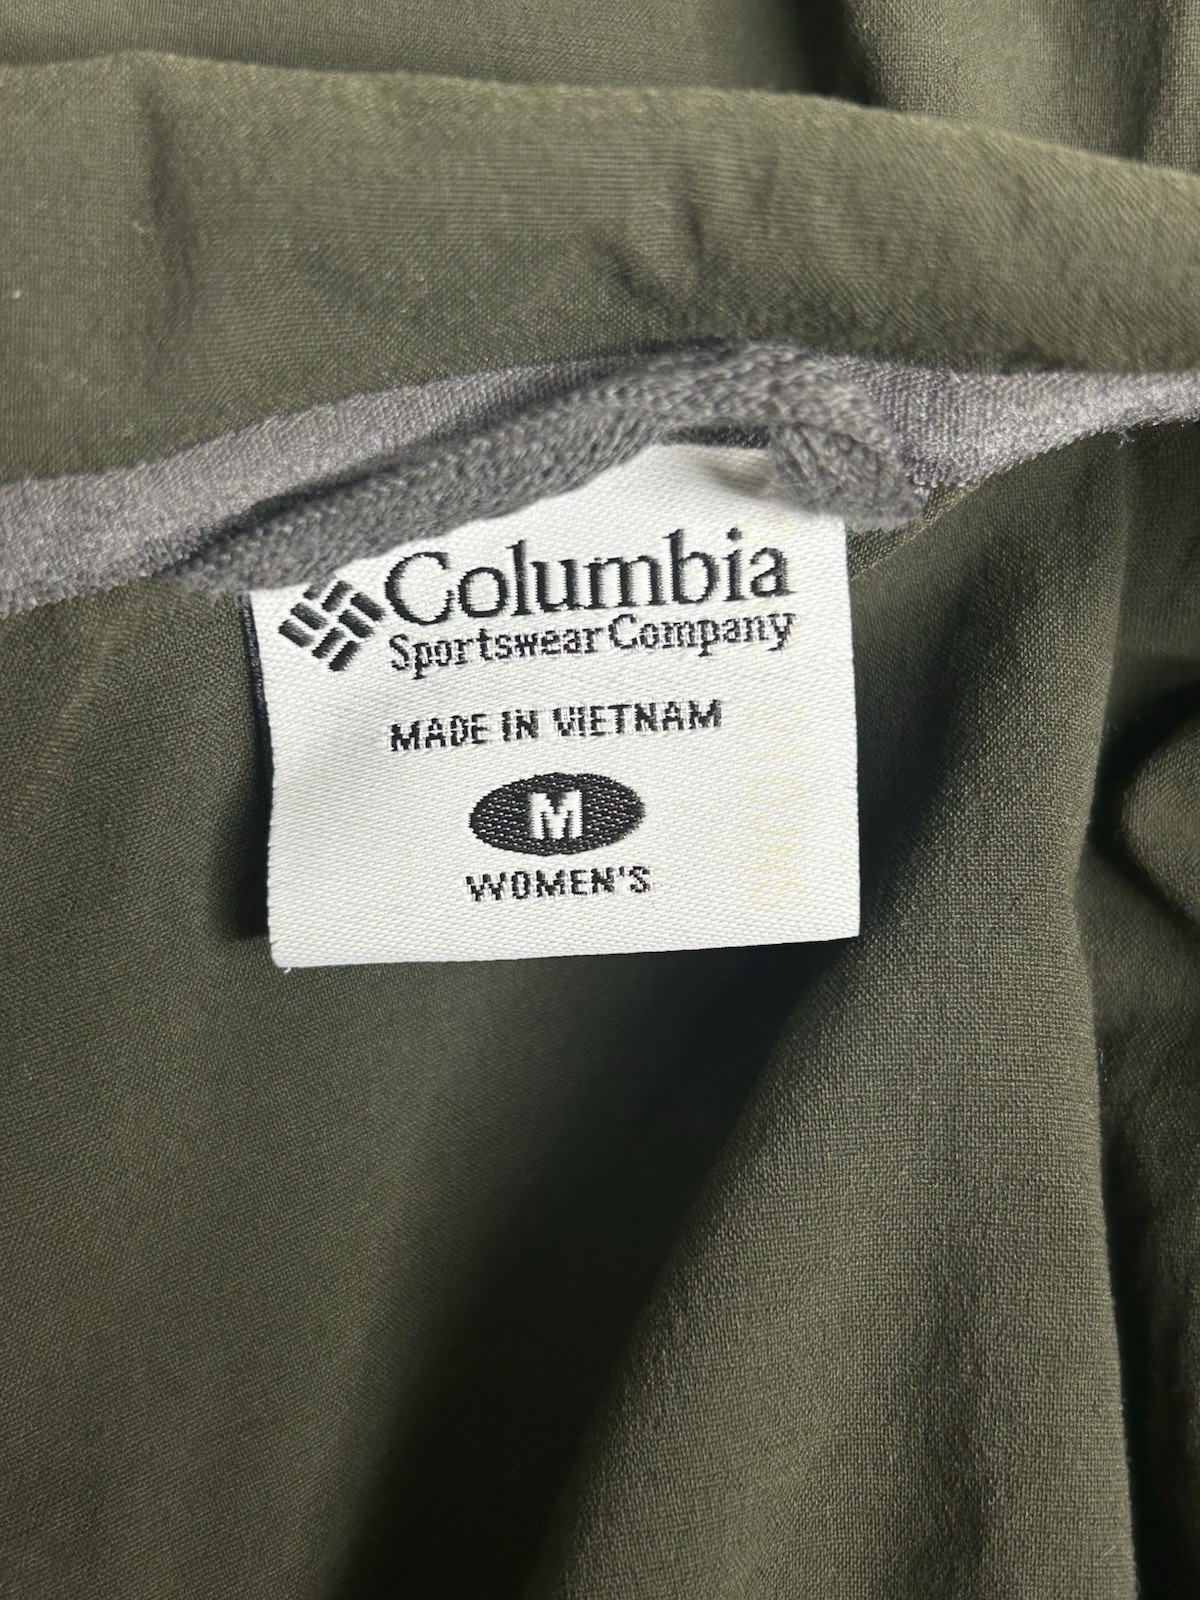 Columbia
Sportswear Company
MADE IN VIETNAM
M
WOMEN'S